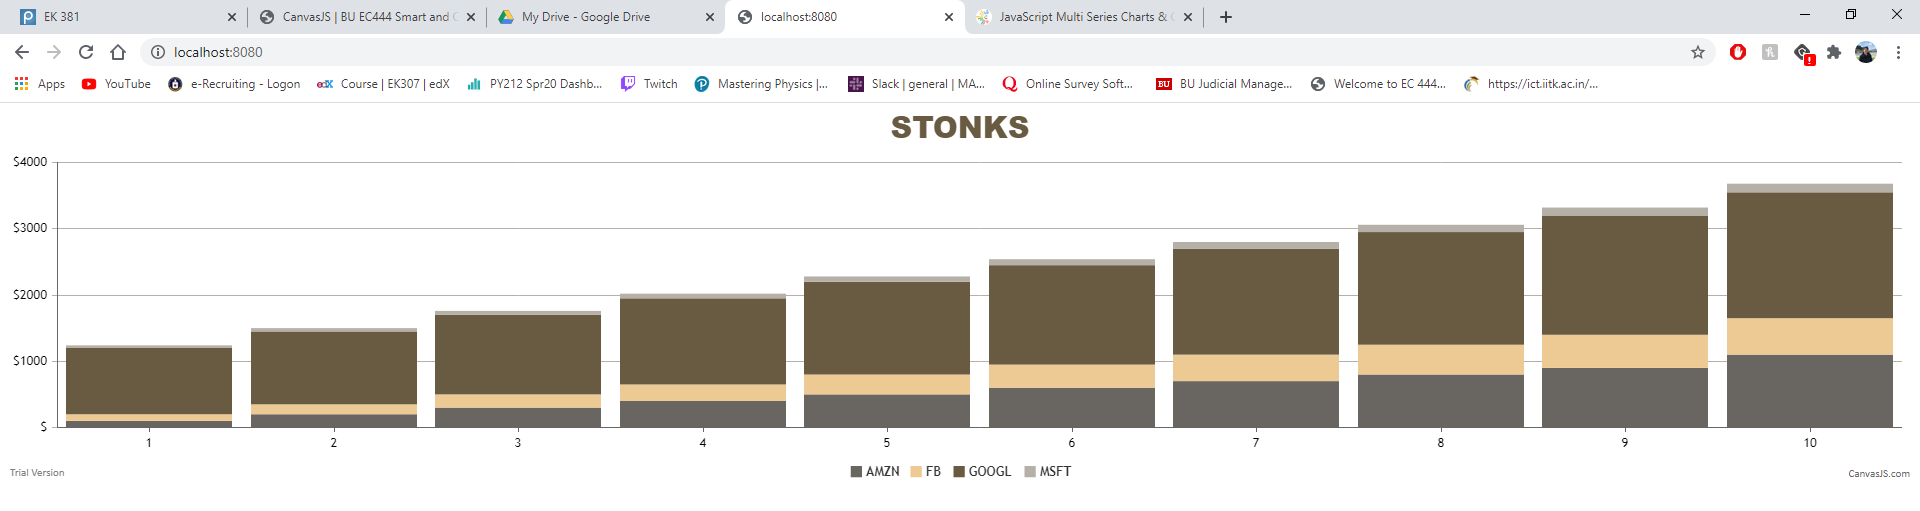 EK 381
CanvasJS | BU EC444 Smart and C
My Drive - Google Drive
localhost:8080
JavaScript Multi Series Charts & C
localhost:8080
Apps YouTube e-Recruiting - Logon edX Course | EK307 | edX PY212 Spr20 Dashb... Twitch Mastering Physics |... Slack | general | MA... Online Survey Soft... BU BU Judicial Manage... Welcome to EC 444... https://ict.iitk.ac.in/...
STONKS
$4000
$3000
$2000
$1000
$
1 2 3 4 5 6 7 8 9 10
AMZN FB GOOGL MSFT
Trial Version
CanvasJS.com